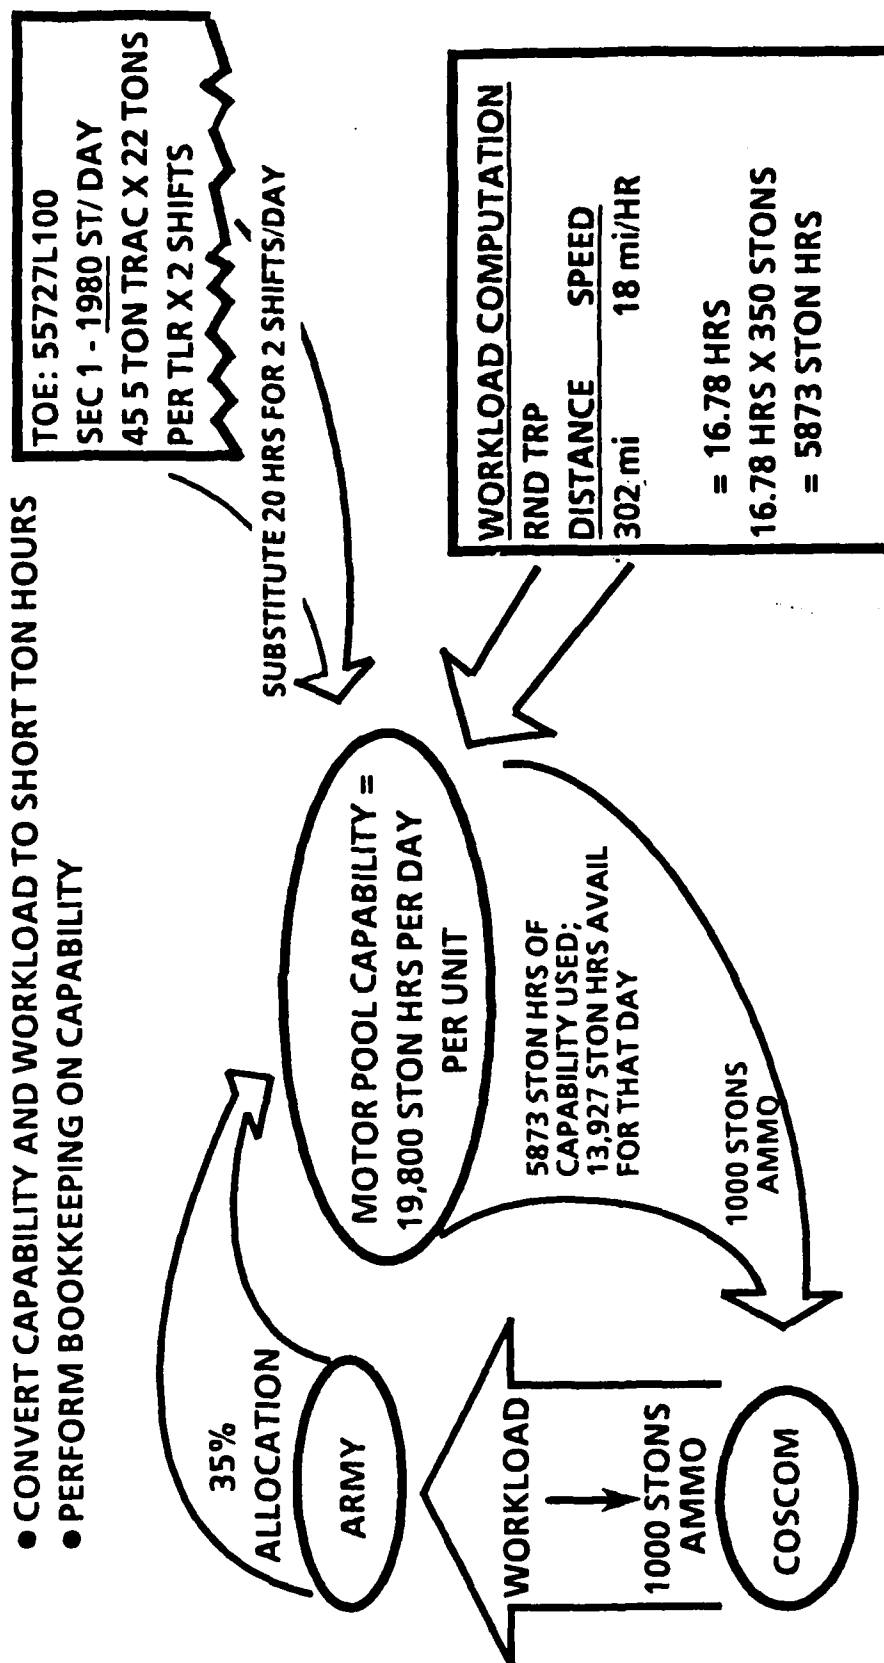 ● CONVERT CAPABILITY AND WORKLOAD TO SHORT TON HOURS
● PERFORM BOOKKEEPING ON CAPABILITY
TOE: 55727L100
SEC 1 - 1980 ST/DAY
45 5 TON TRAC X 22 TONS
PER TLR X 2 SHIFTS
SUBSTITUTE 20 HRS FOR 2 SHIFTS/DAY
35%
ALLOCATION
ARMY
MOTOR POOL CAPABILITY =
19,800 STON HRS PER DAY
PER UNIT
WORKLOAD COMPUTATION
RND TRP
DISTANCE SPEED
302 mi 18 mi/HR
= 16.78 HRS
16.78 HRS X 350 STONS
= 5873 STON HRS
5873 STON HRS OF
CAPABILITY USED;
13,927 STON HRS AVAIL
FOR THAT DAY
1000 STONS
AMMO
WORKLOAD
1000 STONS
AMMO
COSCOM